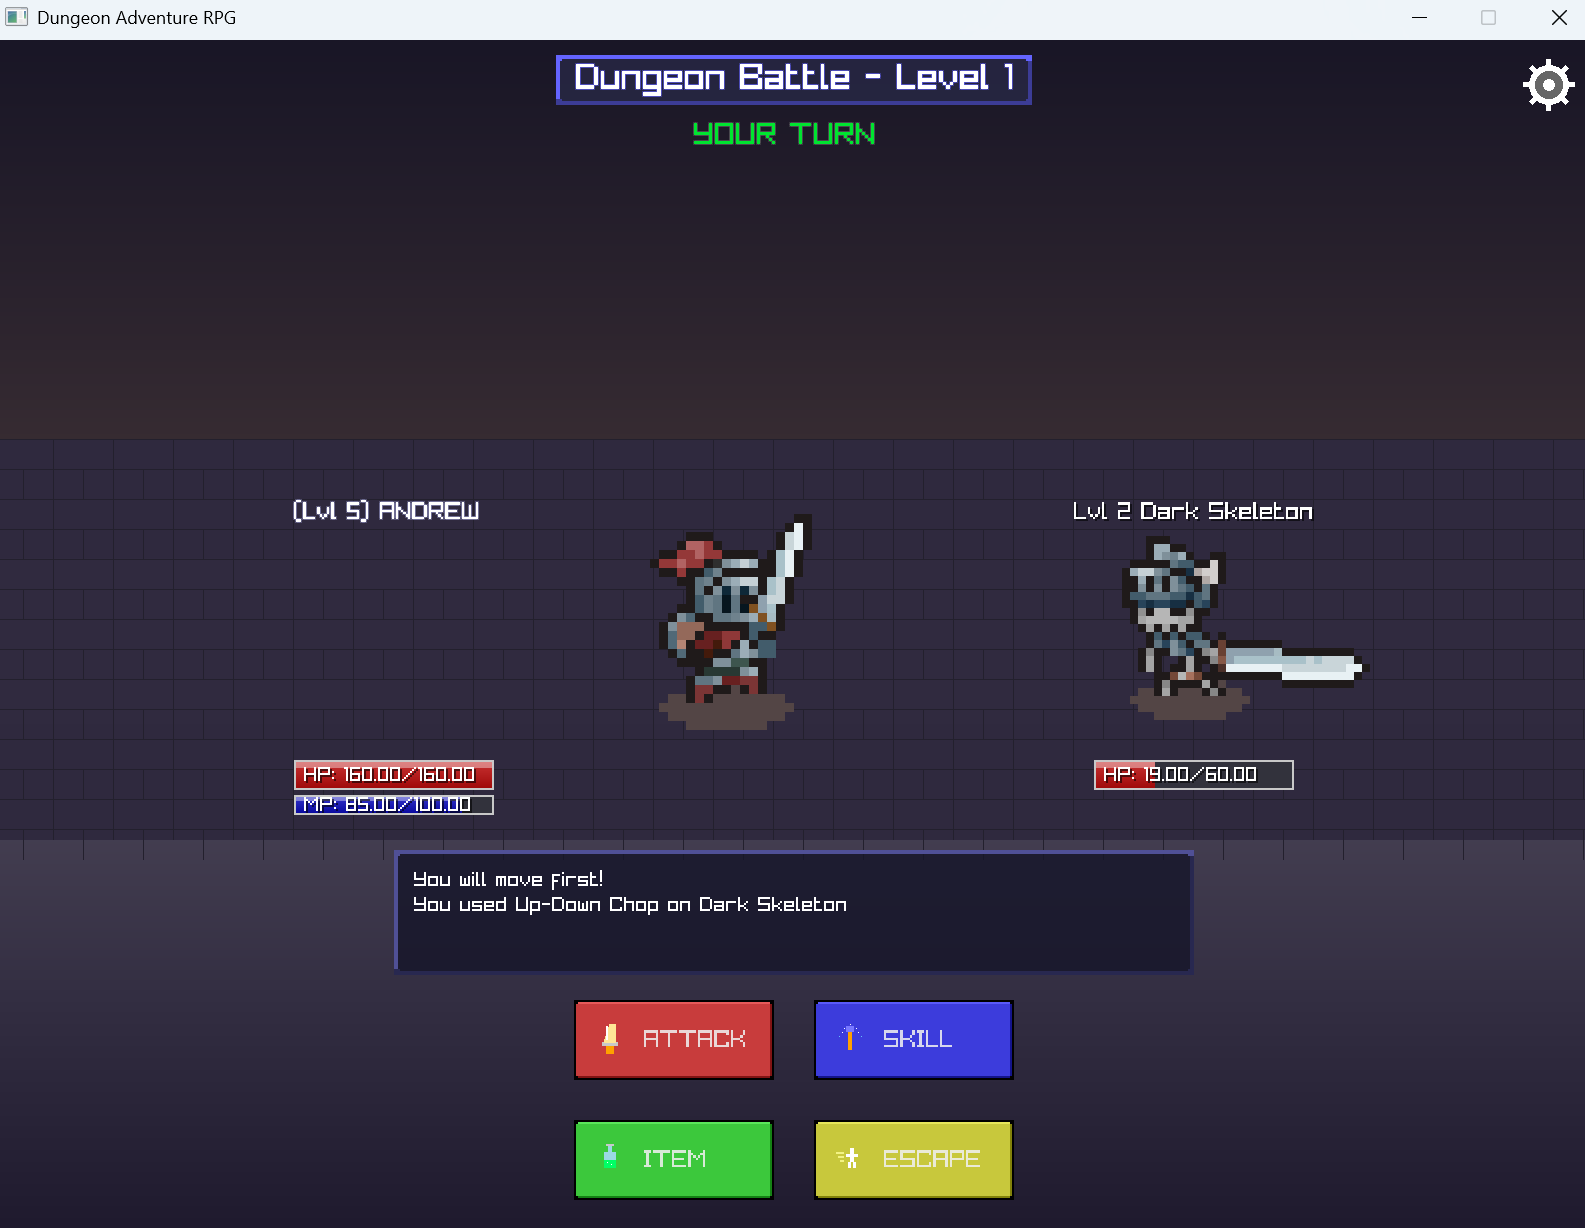 Dungeon Adventure RPG
Dungeon Battle - Level 1
YOUR TURN
(Lvl 5) ANDREW
Lvl 2 Dark Skeleton
HP: 160.00/160.00
HP: 19.00/60.00
MP: 85.00/100.00
You will move first!
You used Up-Down Chop on Dark Skeleton
ATTACK
SKILL
ITEM
ESCAPE